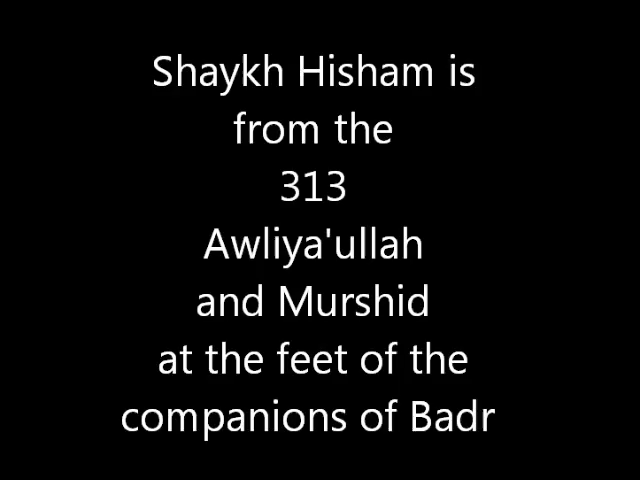 Shaykh Hisham is
from the
313
Awliya'ullah
and Murshid
at the feet of the
companions of Badr